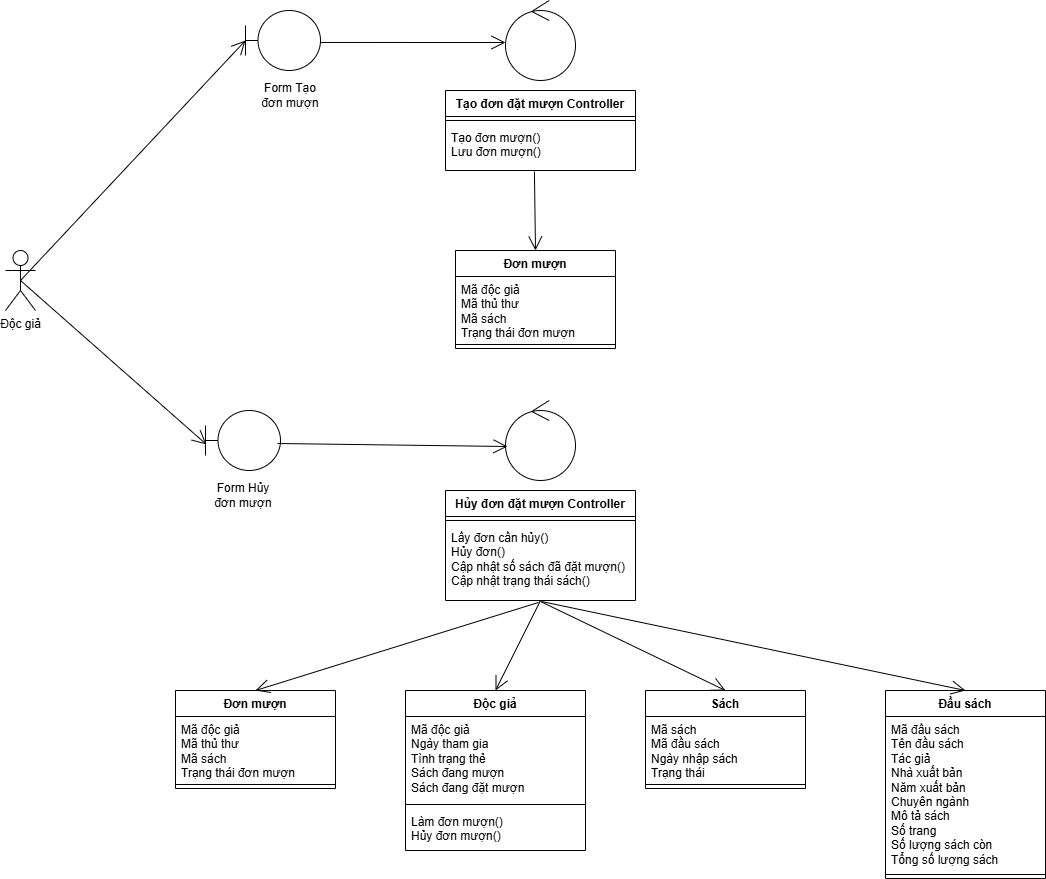 Form Tạo
đơn mượn
Tạo đơn đặt mượn Controller
Tạo đơn mượn()
Lưu đơn mượn()
Đơn mượn
Mã độc giả
Mã thủ thư
Mã sách
Trạng thái đơn mượn
Độc giả
Form Hủy
đơn mượn
Hủy đơn đặt mượn Controller
Lấy đơn cần hủy()
Hủy đơn()
Cập nhật số sách đã đặt mượn()
Cập nhật trạng thái sách()
Đơn mượn
Mã độc giả
Mã thủ thư
Mã sách
Trạng thái đơn mượn
Độc giả
Mã độc giả
Ngày tham gia
Tình trạng thẻ
Sách đang mượn
Sách đang đặt mượn
Làm đơn mượn()
Hủy đơn mượn()
Sách
Mã sách
Mã đầu sách
Ngày nhập sách
Trạng thái
Đầu sách
Mã đầu sách
Tên đầu sách
Tác giả
Nhà xuất bản
Năm xuất bản
Chuyên ngành
Mô tả sách
Số trang
Số lượng sách còn
Tổng số lượng sách